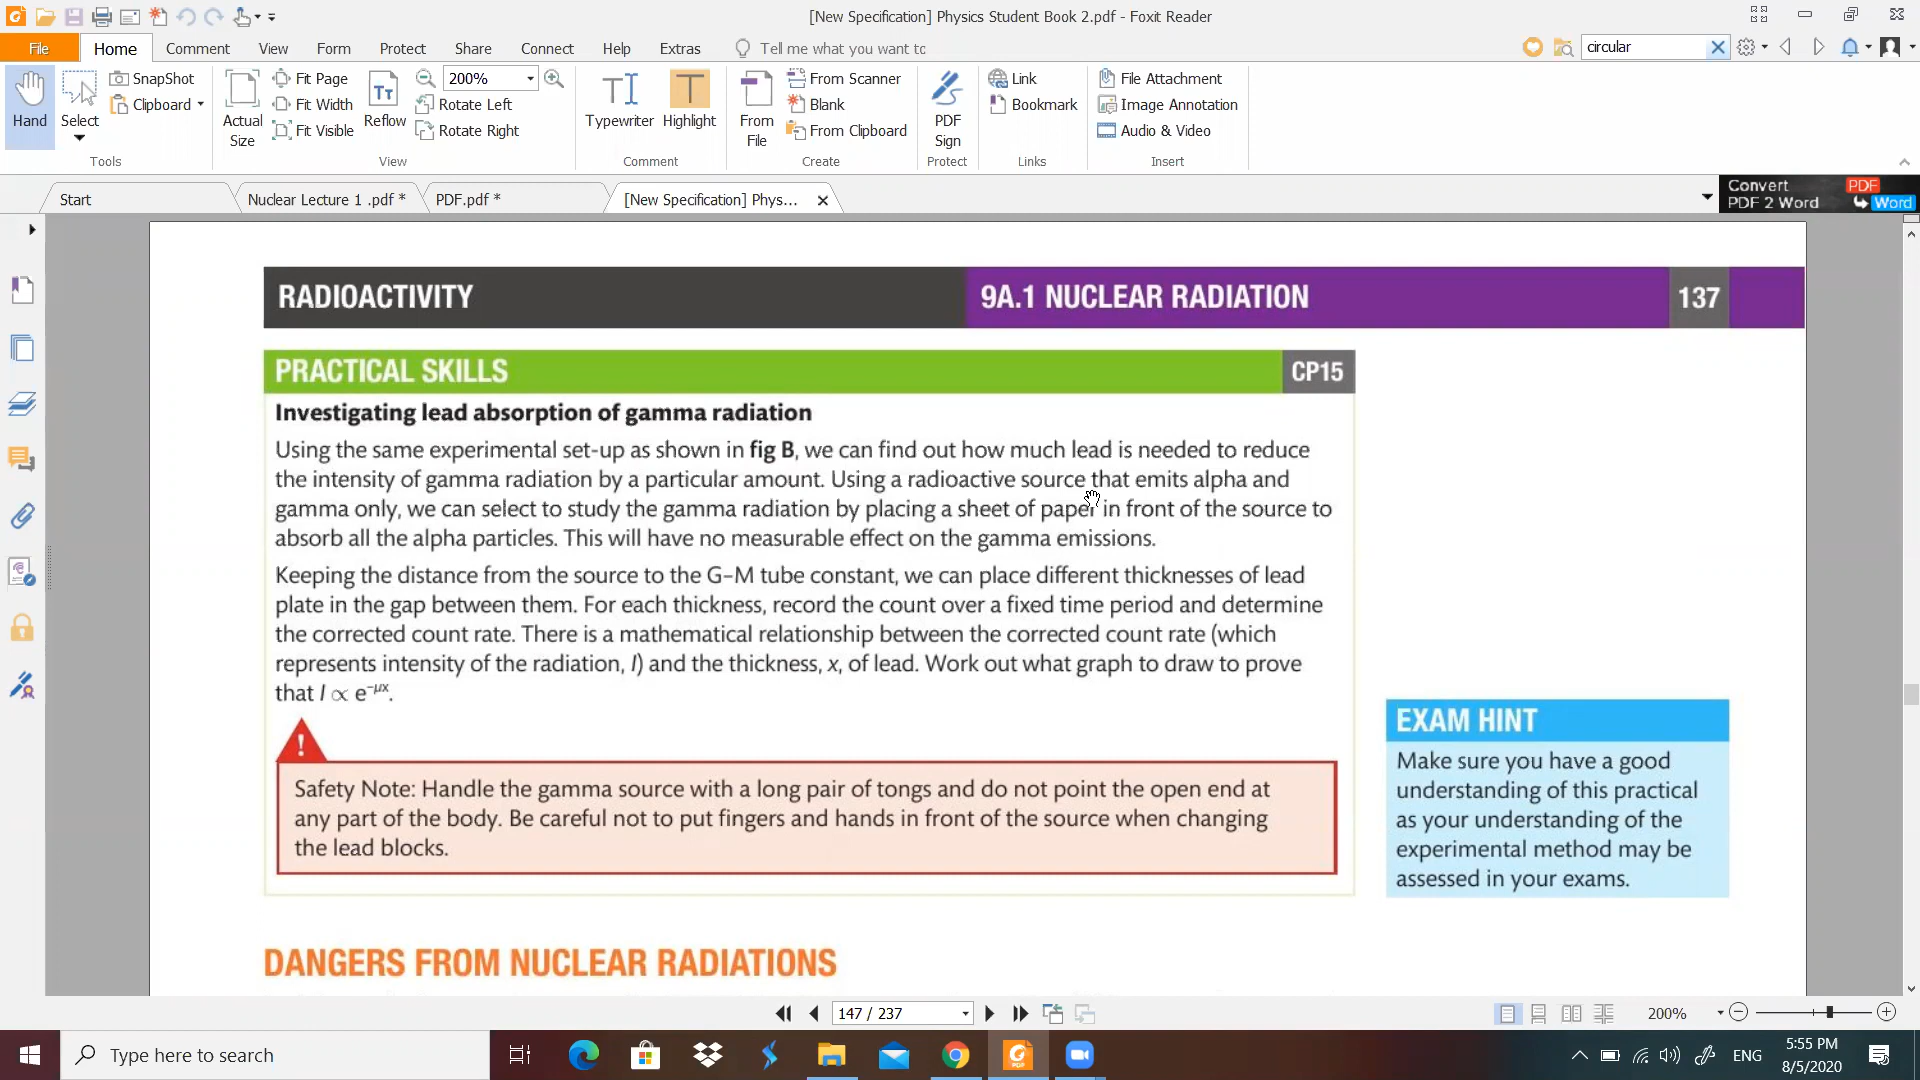 [New Specification] Physics Student Book 2.pdf - Foxit Reader
File Home Comment View Form Protect Share Connect Help Extras Tell me what you want to circular
Hand
Select
SnapShot
Clipboard
Tools
Actual Size
Fit Page
Fit Width
Fit Visible
Reflow
200%
Rotate Left
Rotate Right
View
Typewriter
Highlight
Comment
From File
From Scanner
Blank
From Clipboard
Create
PDF Sign
Protect
Link
Bookmark
Links
File Attachment
Image Annotation
Audio & Video
Insert
Start
Nuclear Lecture 1 .pdf *
PDF.pdf *
[New Specification] Phys...
Convert PDF
PDF 2 Word Word
RADIOACTIVITY 9A.1 NUCLEAR RADIATION 137
PRACTICAL SKILLS CP15
Investigating lead absorption of gamma radiation
Using the same experimental set-up as shown in fig B, we can find out how much lead is needed to reduce
the intensity of gamma radiation by a particular amount. Using a radioactive source that emits alpha and
gamma only, we can select to study the gamma radiation by placing a sheet of paper in front of the source to
absorb all the alpha particles. This will have no measurable effect on the gamma emissions.
Keeping the distance from the source to the G–M tube constant, we can place different thicknesses of lead
plate in the gap between them. For each thickness, record the count over a fixed time period and determine
the corrected count rate. There is a mathematical relationship between the corrected count rate (which
represents intensity of the radiation, I) and the thickness, x, of lead. Work out what graph to draw to prove
that I ∝ e⁻μx.
!
Safety Note: Handle the gamma source with a long pair of tongs and do not point the open end at
any part of the body. Be careful not to put fingers and hands in front of the source when changing
the lead blocks.
EXAM HINT
Make sure you have a good
understanding of this practical
as your understanding of the
experimental method may be
assessed in your exams.
DANGERS FROM NUCLEAR RADIATIONS
147 / 237
200%
Type here to search
ENG
5:55 PM
8/5/2020